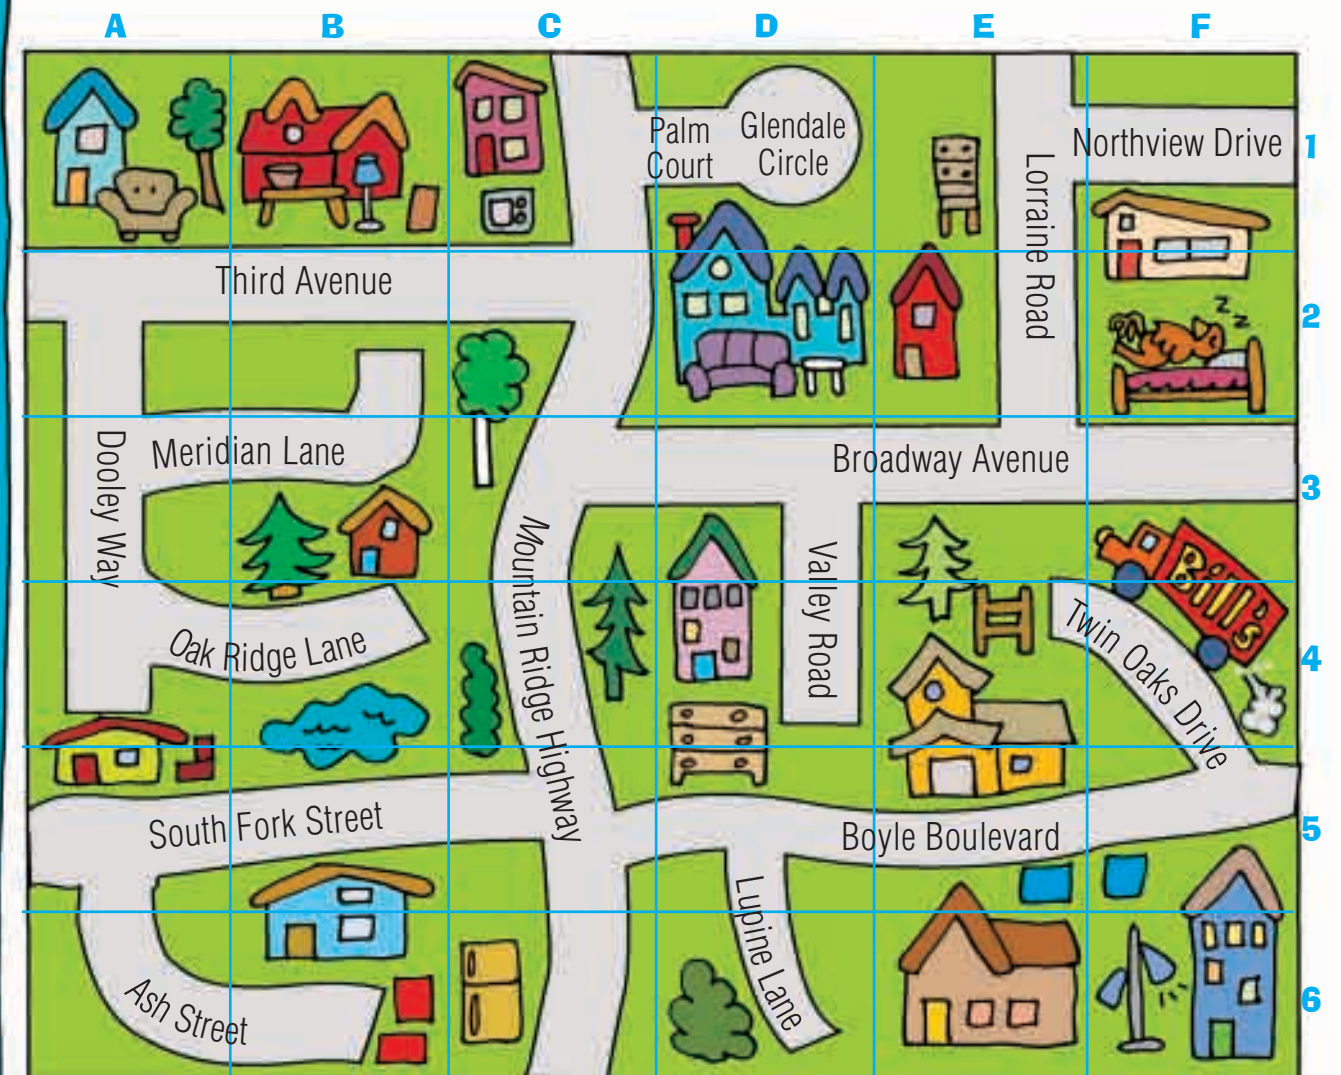 A B C D E F
Palm
Court
Glendale
Circle
Northview Drive
1
Lorraine Road
Third Avenue
2
z z z
Dooley Way
Meridian Lane
Broadway Avenue
3
Mountain Ridge Highway
Valley Road
Bills
Oak Ridge Lane
Twin Oaks Drive
4
South Fork Street
Boyle Boulevard
5
Lupine Lane
Ash Street
6